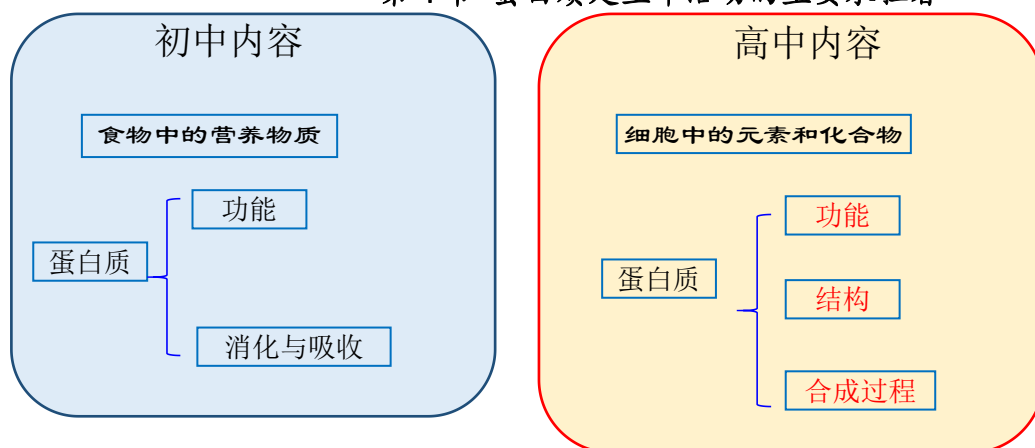 初中内容
食物中的营养物质
蛋白质
功能
消化与吸收
高中内容
细胞中的元素和化合物
蛋白质
功能
结构
合成过程